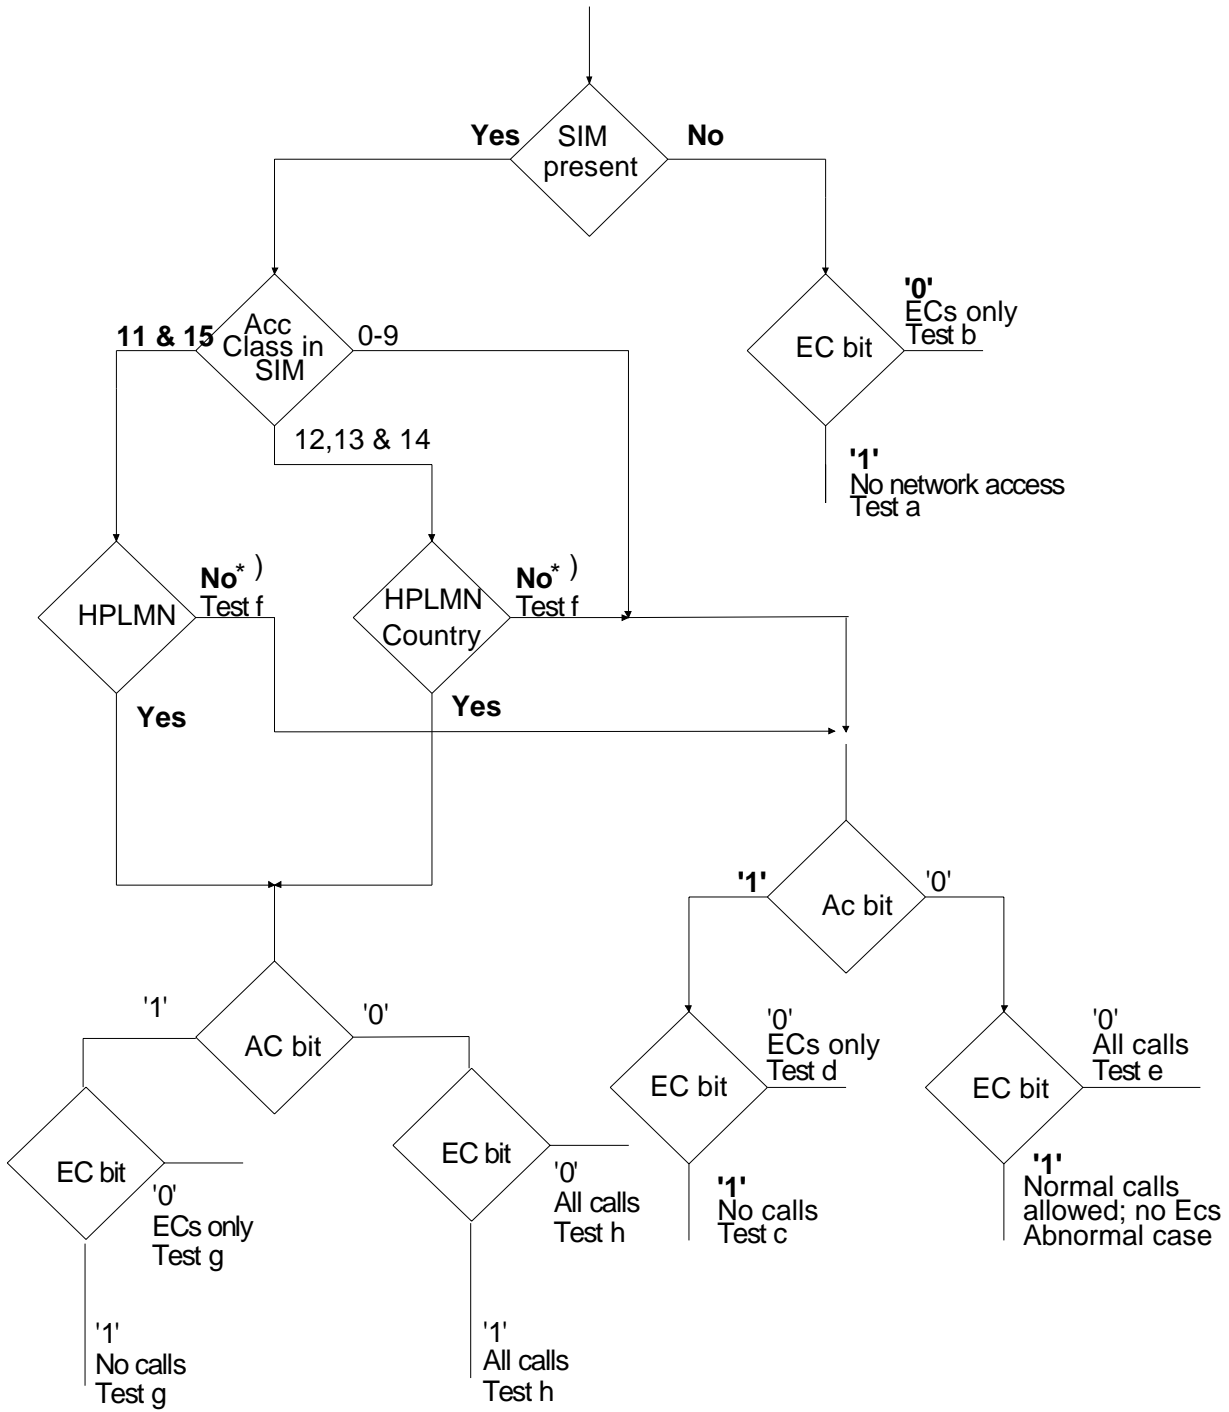 Yes
SIM
present
No
11 & 15
Acc
Class in
SIM
0-9
12,13 & 14
EC bit
'0'
ECs only
Test b
'1'
No network access
Test a
HPLMN
No* )
Test f
Yes
HPLMN
Country
No* )
Test f
Yes
'1'
Ac bit
'0'
'1'
AC bit
'0'
EC bit
'0'
ECs only
Test d
'1'
No calls
Test c
EC bit
'0'
All calls
Test e
'1'
Normal calls
allowed; no Ecs
Abnormal case
EC bit
'0'
ECs only
Test g
'1'
No calls
Test g
EC bit
'0'
All calls
Test h
'1'
All calls
Test h